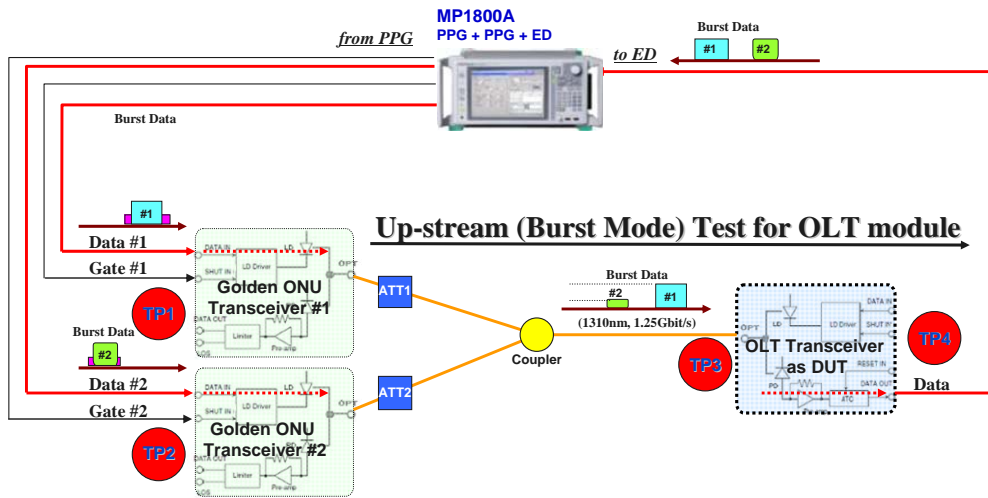 MP1800A
PPG + PPG + ED
from PPG
to ED
Burst Data
#1
#2
Burst Data
#1
Up-stream (Burst Mode) Test for OLT module
Data #1
Gate #1
TP1
DATA IN
SHUT IN
LD Driver
LD
OPT
Golden ONU
Transceiver #1
DATA OUT
LOS
Limiter
Pre-amp
ATT1
Burst Data
#2
#1
(1310nm, 1.25Gbit/s)
Coupler
TP3
OPT
LD
LD Driver
DATA IN
SHUT IN
OLT Transceiver
as DUT
RESET IN
DATA OUT
PD
ATC
TP4
Data
Burst Data
#2
Data #2
Gate #2
TP2
DATA IN
SHUT IN
LD Driver
LD
OPT
Golden ONU
Transceiver #2
DATA OUT
LOS
Limiter
Pre-amp
ATT2